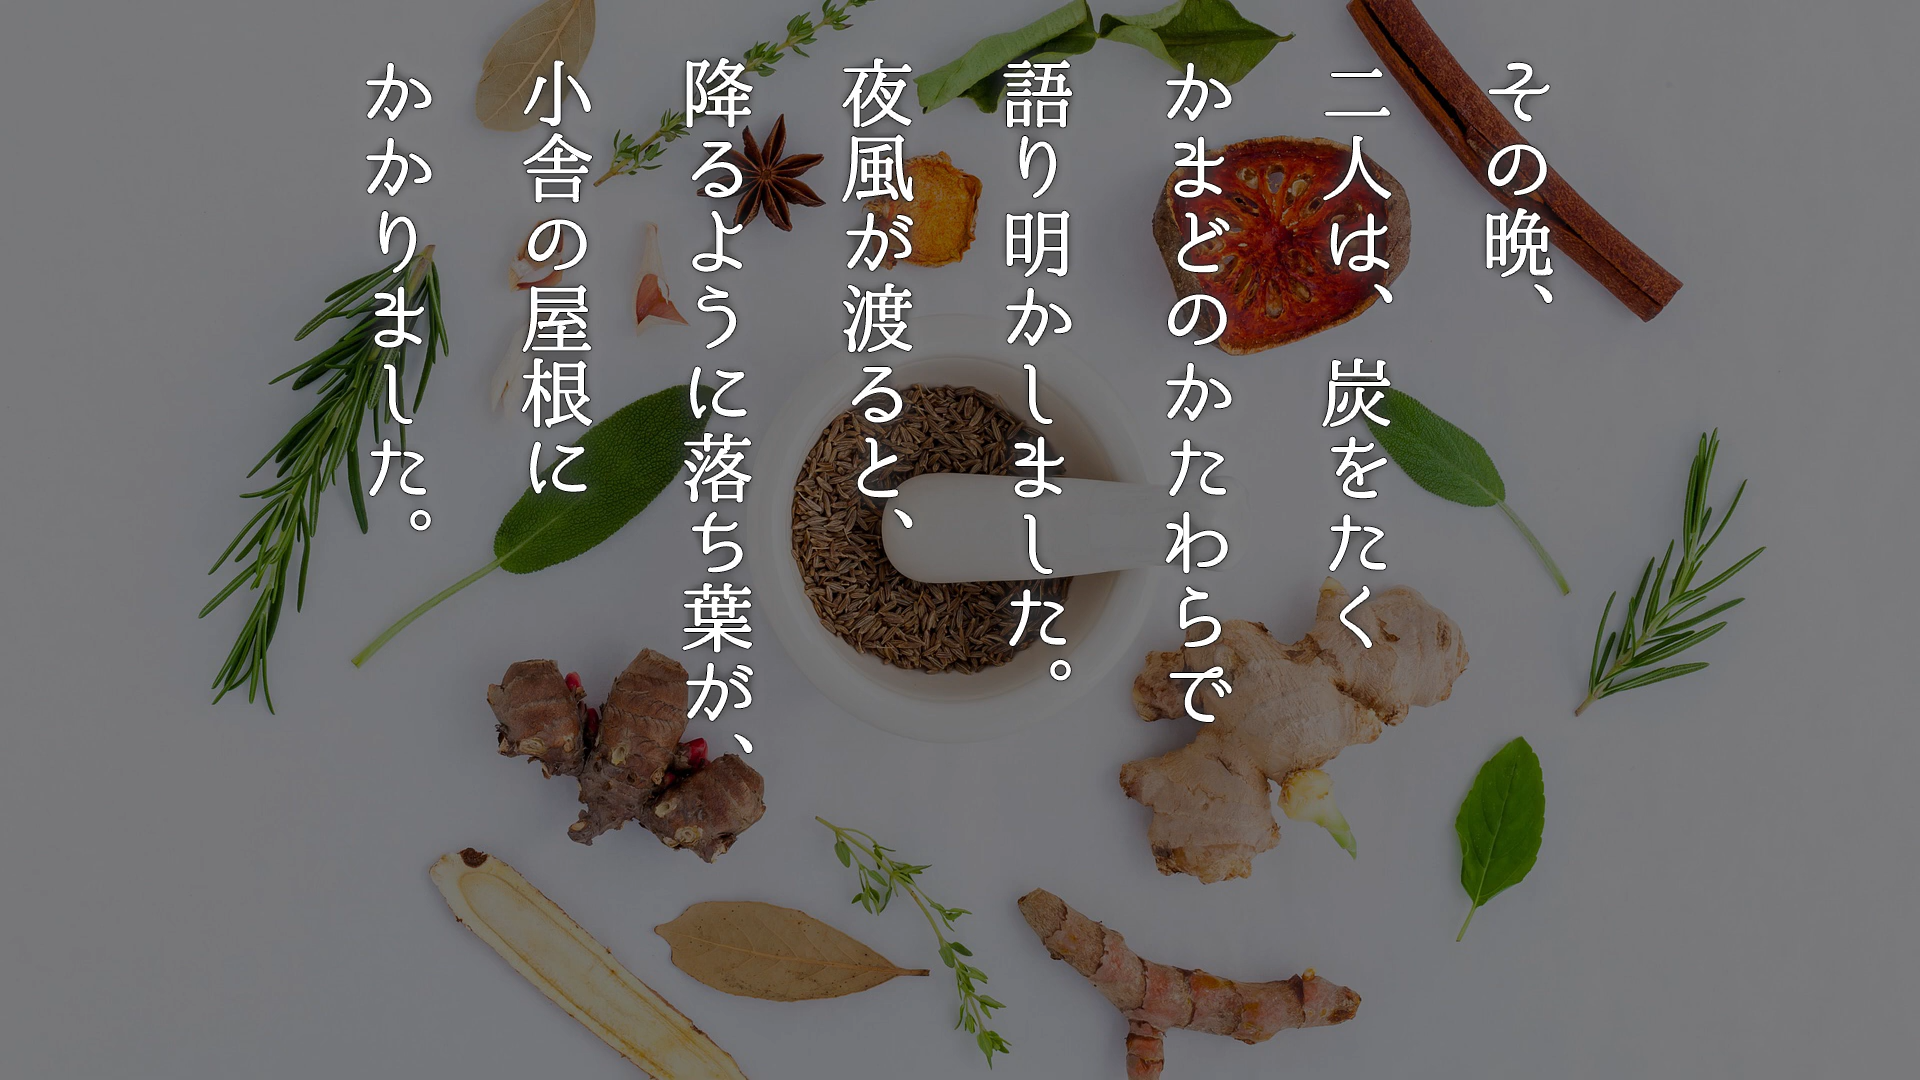 その晩、
二人は、炭をたく
かまどのかたわらで
語り明かしました。
夜風が渡ると、
降るように落ち葉が、
小舎の屋根に
かかりました。